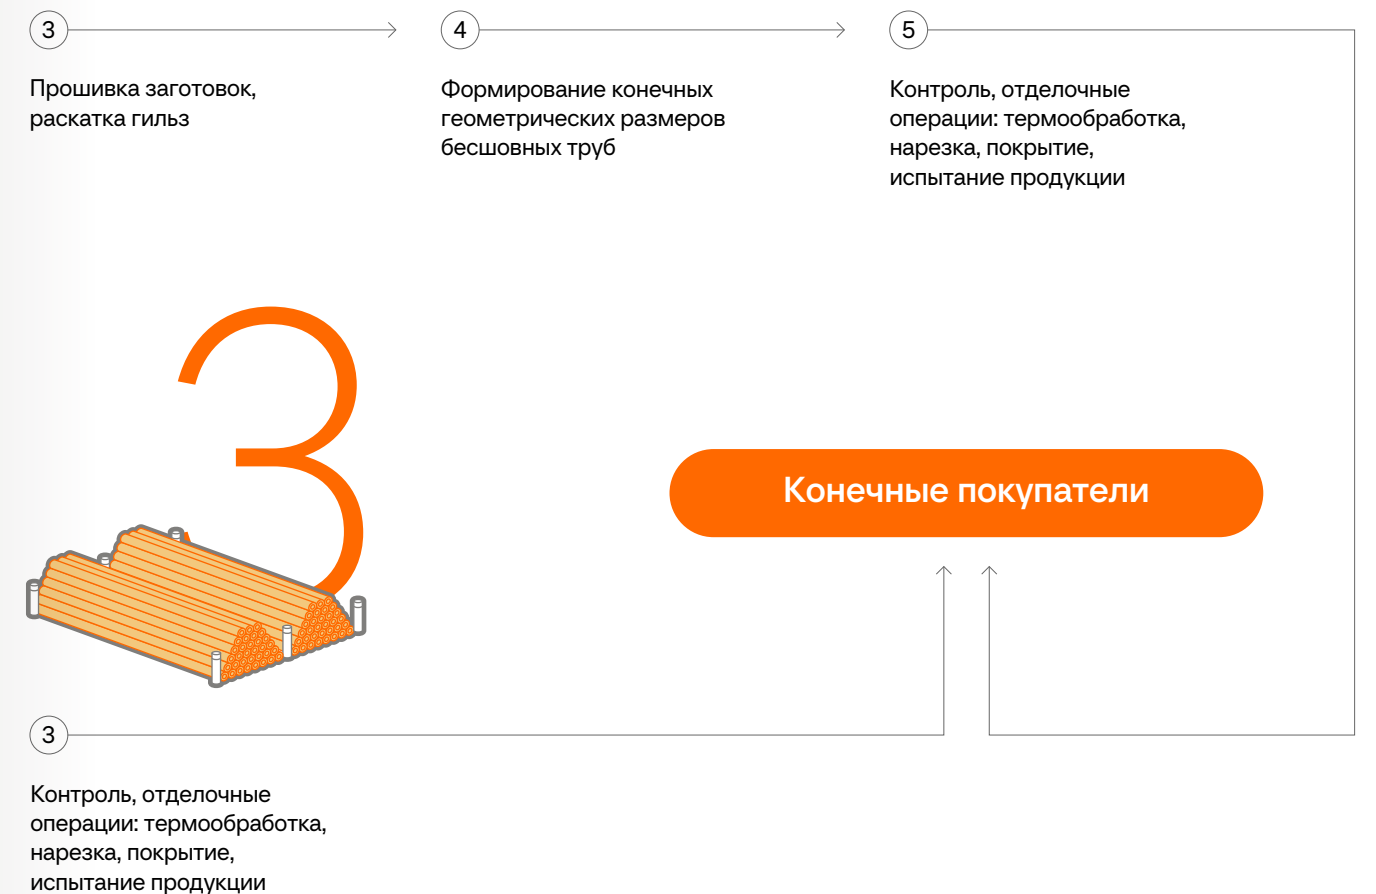 3
Прошивка заготовок,
раскатка гильз
4
Формирование конечных
геометрических размеров
бесшовных труб
5
Контроль, отделочные
операции: термообработка,
нарезка, покрытие,
испытание продукции
3
Конечные покупатели
3
Контроль, отделочные
операции: термообработка,
нарезка, покрытие,
испытание продукции